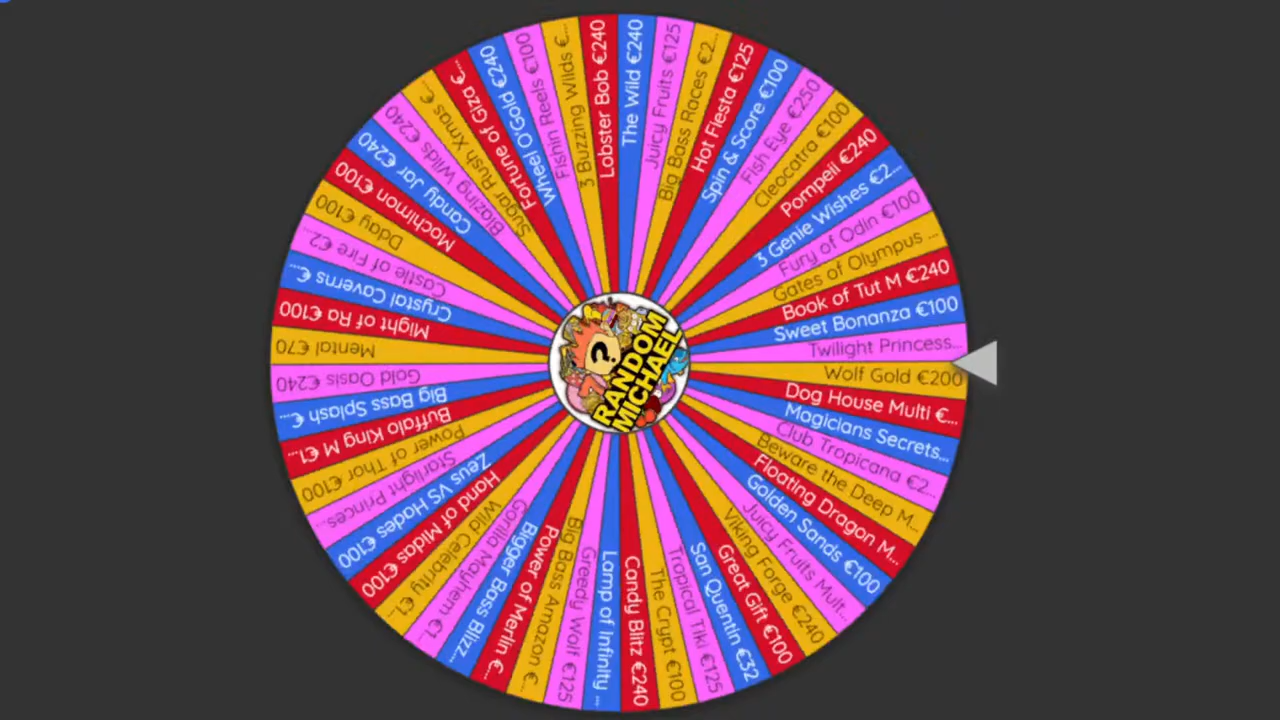 The Wild €240
Juicy Fruits €125
Big Bass Races €2...
Hot Fiesta €125
Spin & Score €100
Fish Eye €250
Cleocatra €100
Pompeii €240
3 Genie Wishes €2...
Fury of Odin €100
Gates of Olympus ...
Book of Tut M €240
Sweet Bonanza €100
Twilight Princess...
Wolf Gold €200
Dog House Multi €...
Magicians Secrets...
Club Tropicana €2...
Beware the Deep M...
Floating Dragon M...
Golden Sands €100
Juicy Fruits Mult...
Viking Forge €240
Great Gift €100
San Quentin €32
Tropical Tiki €125
The Crypt €100
Candy Blitz €240
Lamp of Infinity ...
Greedy Wolf €125
Big Bass Amazon €...
Power of Merlin €...
Bigger Bass Blizz...
Gorilla Mayhem €1...
Wild Celebrity €1...
Hand of Midas €100
Zeus VS Hades €100
Starlight Princes...
Power of Thor €100
Buffalo King M €1...
Big Bass Splash €...
Gold Oasis €240
Mental €70
Might of Ra €100
Crystal Caverns €...
Castle of Fire €2...
Dday €100
Mochimon €100
Candy Jar €240
Blazing Wilds €240
Sugar Rush Xmas €...
Fortune of Giza €...
Wheel O'Gold €240
Fishin Reels €100
3 Buzzing Wilds €...
Lobster Bob €240
?
RANDOM
MICHAEL